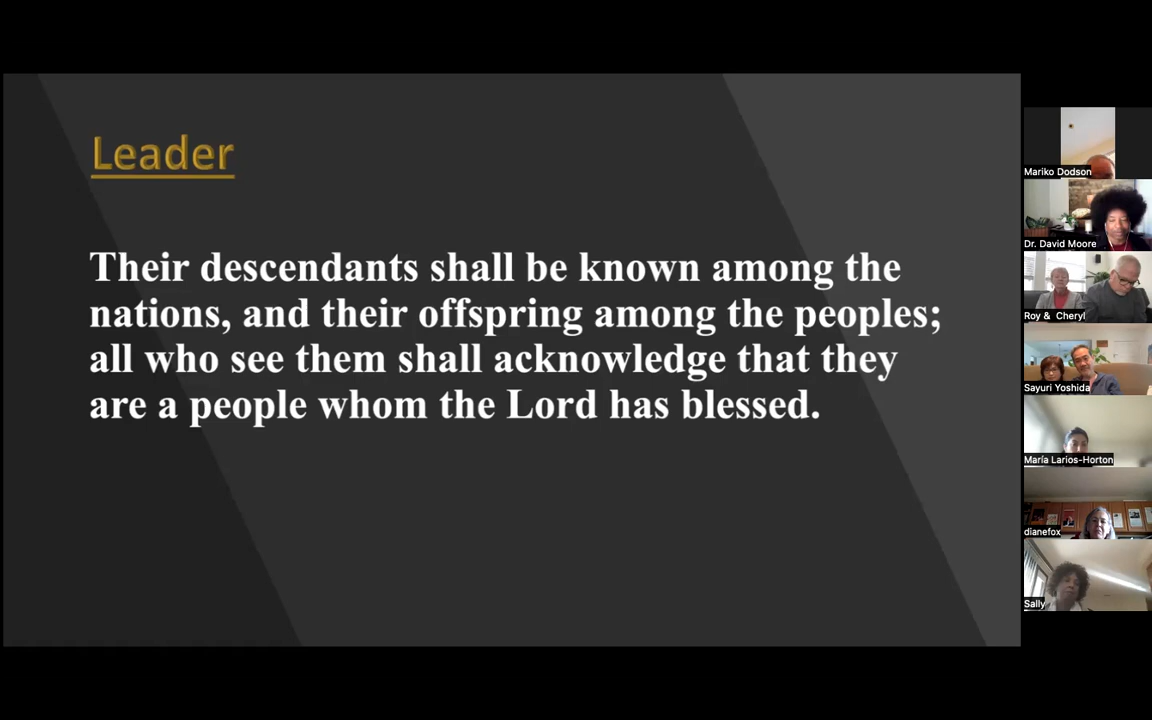 Leader
Their descendants shall be known among the
nations, and their offspring among the peoples;
all who see them shall acknowledge that they
are a people whom the Lord has blessed.
Mariko Dodson
Dr. David Moore
Roy & Cheryl
Sayuri Yoshida
María Larios-Horton
dianefox
Sally